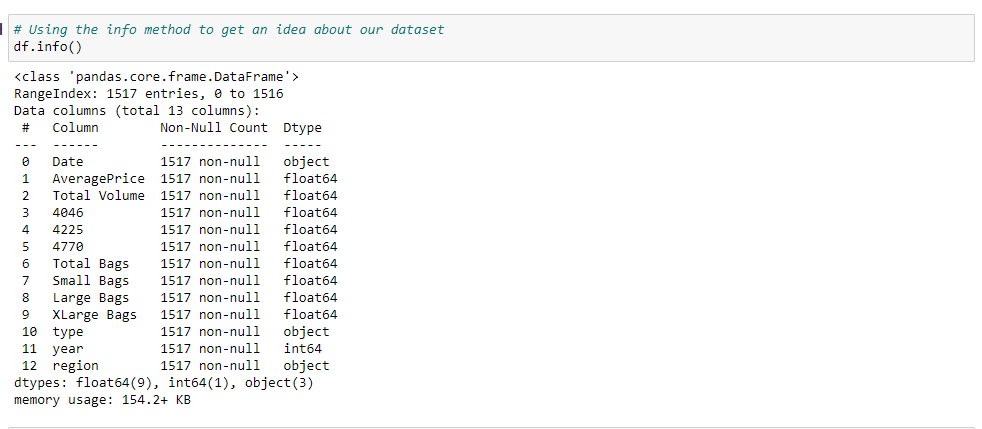 # Using the info method to get an idea about our dataset
df.info()
<class 'pandas.core.frame.DataFrame'>
RangeIndex: 1517 entries, 0 to 1516
Data columns (total 13 columns):
 #   Column        Non-Null Count  Dtype
---  ------        --------------  -----
 0   Date          1517 non-null   object
 1   AveragePrice  1517 non-null   float64
 2   Total Volume  1517 non-null   float64
 3   4046          1517 non-null   float64
 4   4225          1517 non-null   float64
 5   4770          1517 non-null   float64
 6   Total Bags    1517 non-null   float64
 7   Small Bags    1517 non-null   float64
 8   Large Bags    1517 non-null   float64
 9   XLarge Bags   1517 non-null   float64
 10  type          1517 non-null   object
 11  year          1517 non-null   int64
 12  region        1517 non-null   object
dtypes: float64(9), int64(1), object(3)
memory usage: 154.2+ KB